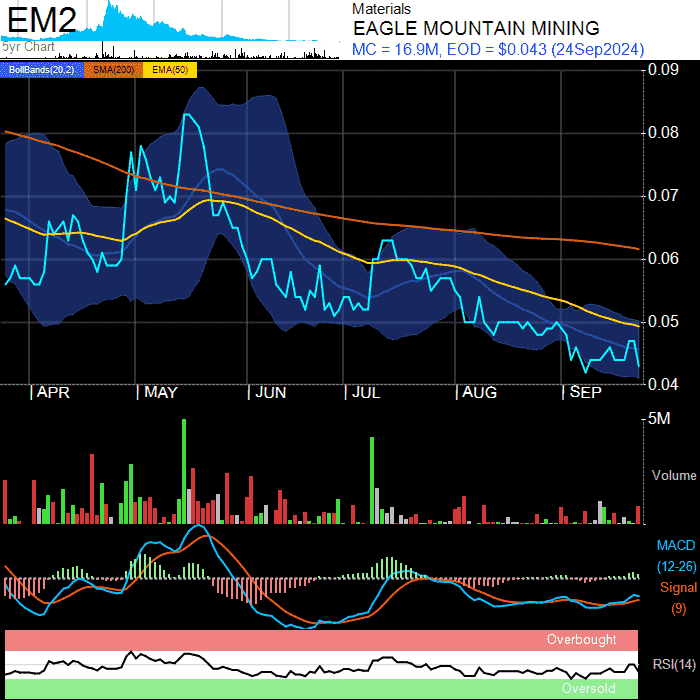 EM2
5yr Chart
Materials
EAGLE MOUNTAIN MINING
MC = 16.9M, EOD = $0.043 (24Sep2024)
BollBands(20,2) SMA(200) EMA(50)
0.09
0.08
0.07
0.06
0.05
0.04
APR MAY JUN JUL AUG SEP
5M
Volume
MACD
(12-26)
Signal
(9)
Overbought
RSI(14)
Oversold